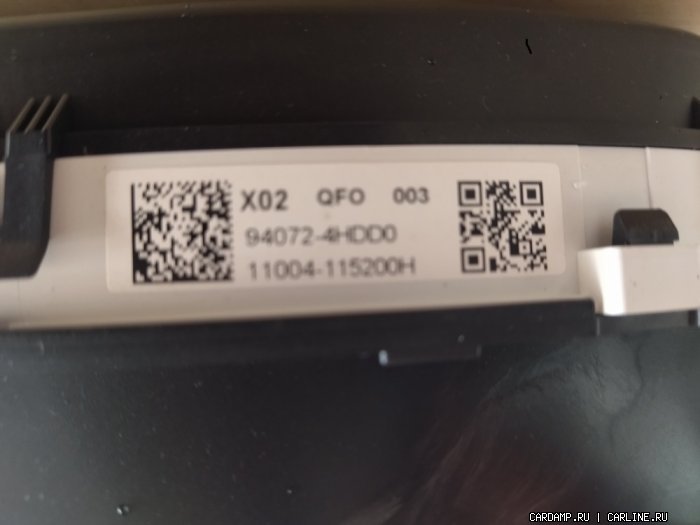 X02 QFO 003
94072-4HDD0
11004-115200H
CARDAMP.RU | CARLINE.RU